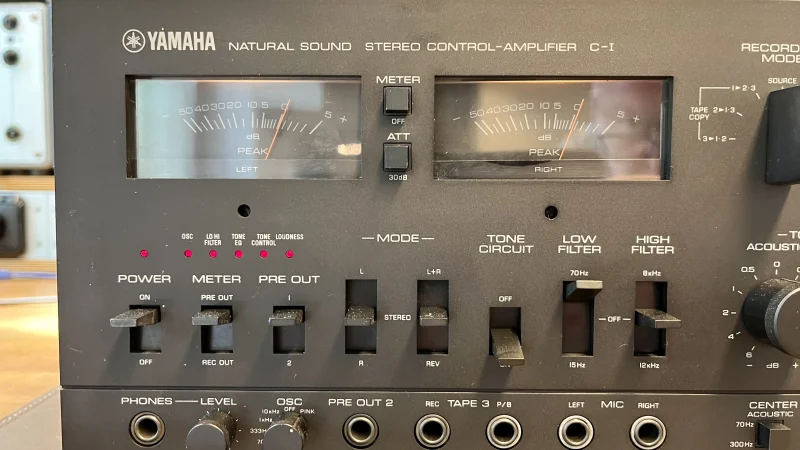 YAMAHA NATURAL SOUND STEREO CONTROL-AMPLIFIER C-I
RECORD
MODE
SOURCE
METER
OFF
ATT
30dB
- 50 40 30 20 10 5 0 5 +
dB
PEAK
LEFT
- 50 40 30 20 10 5 0 5 +
dB
PEAK
RIGHT
1▸2·3
TAPE
COPY
2▸1·3
3▸1·2
OSC
LO HI
FILTER
TONE
EQ
TONE
CONTROL
LOUDNESS
MODE
TONE
CIRCUIT
LOW
FILTER
HIGH
FILTER
ACOUSTIC
POWER
ON
OFF
METER
PRE OUT
REC OUT
PRE OUT
1
2
L
R
STEREO
L+R
REV
OFF
70Hz
15Hz
OFF
8kHz
12kHz
0.5 0
1
2
4
6
- dB +
PHONES LEVEL
OSC
10kHz OFF PINK
1kHz
333H
70
PRE OUT 2
REC TAPE 3 P/B
LEFT MIC RIGHT
CENTER
ACOUSTIC
70Hz
300Hz